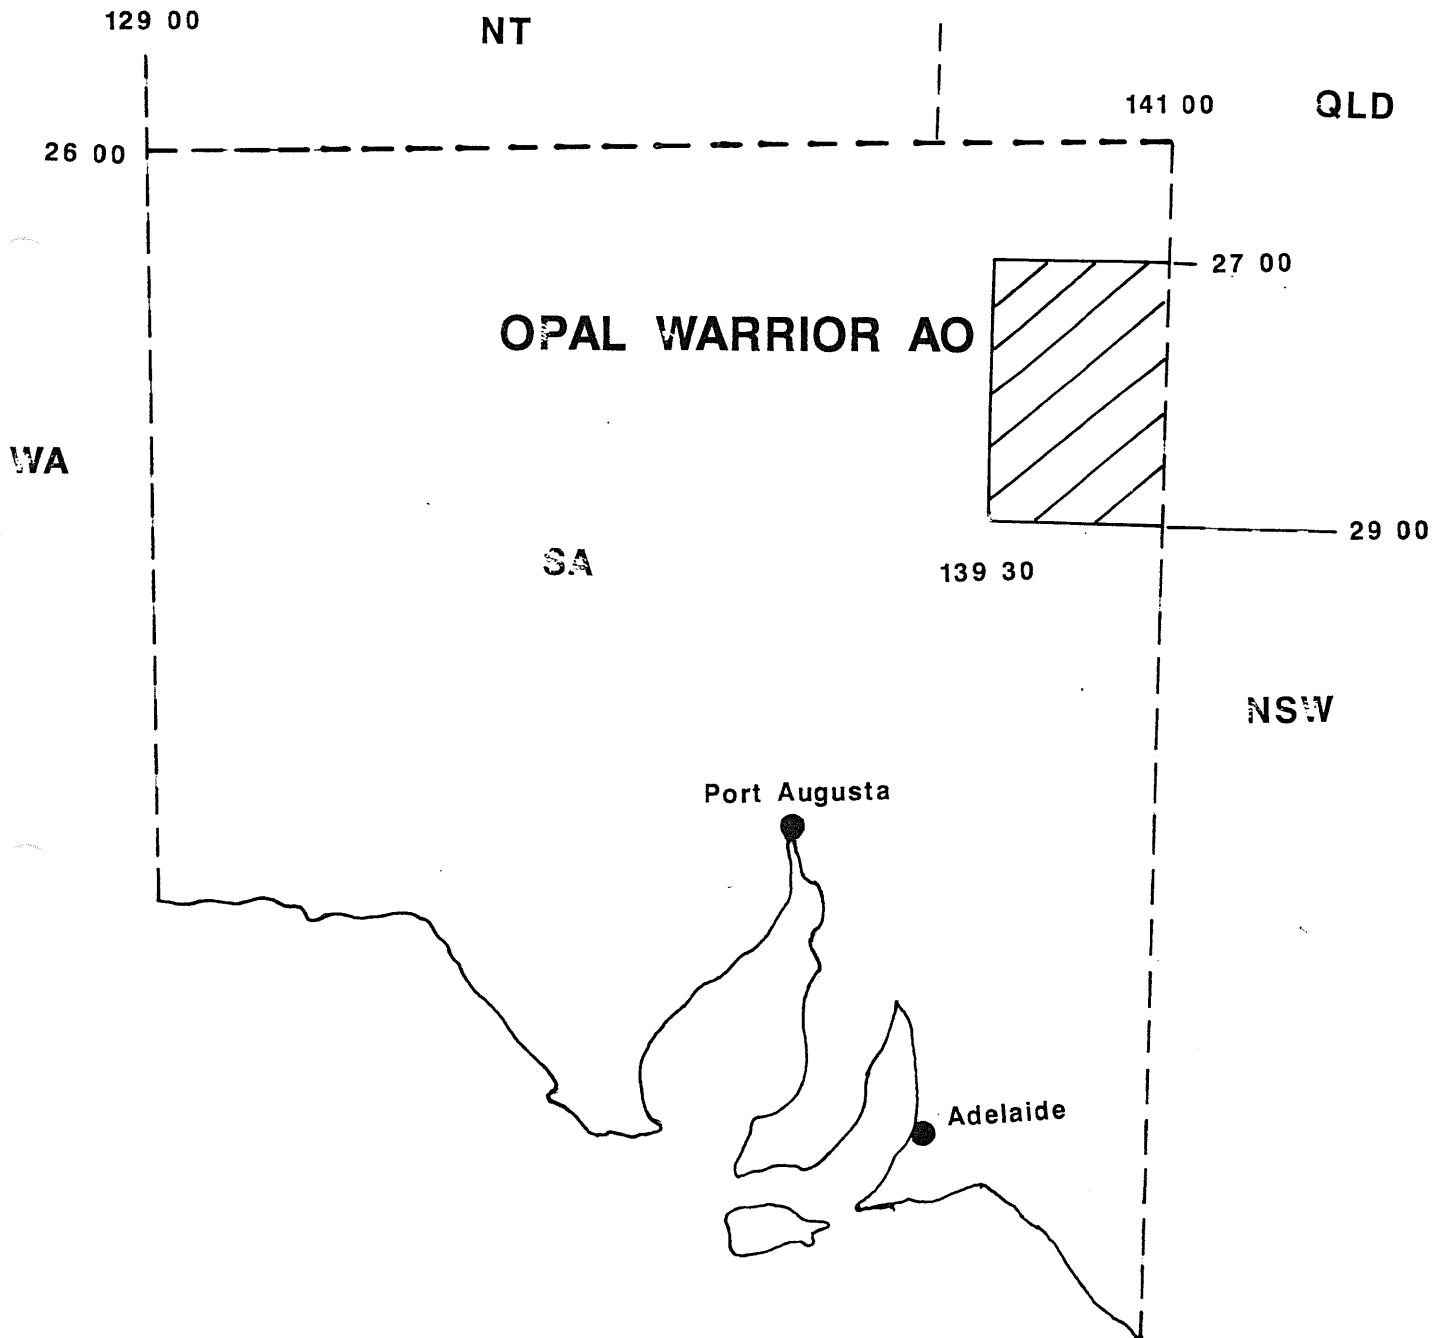 129 00
NT
141 00
QLD
26 00
27 00
OPAL WARRIOR AO
WA
29 00
SA
139 30
NSW
Port Augusta
Adelaide